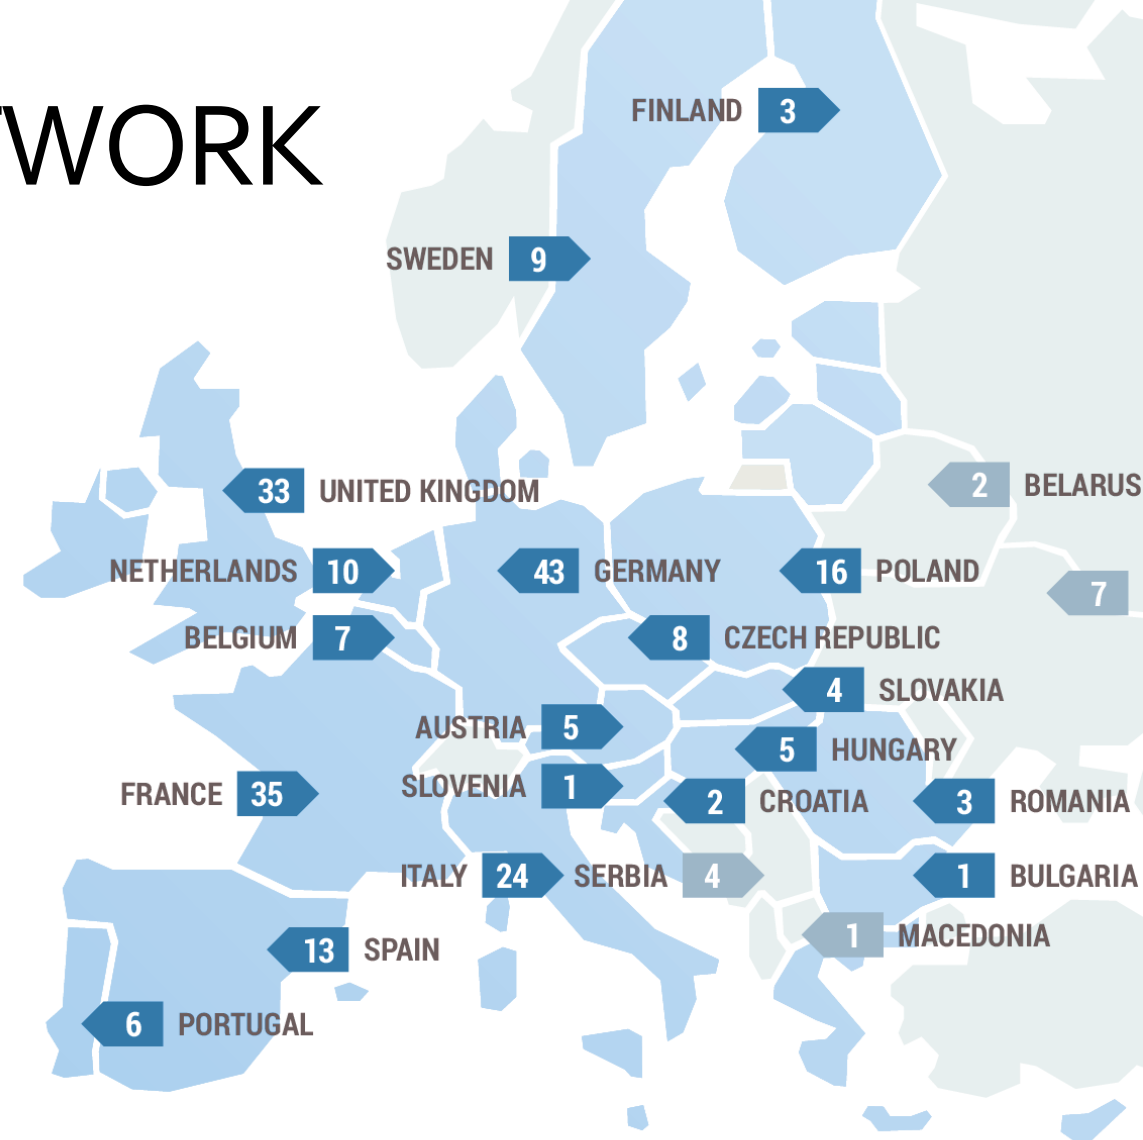 TWORK
FINLAND 3
SWEDEN 9
33 UNITED KINGDOM
2 BELARUS
NETHERLANDS 10
43 GERMANY
16 POLAND
7
BELGIUM 7
8 CZECH REPUBLIC
4 SLOVAKIA
AUSTRIA 5
5 HUNGARY
SLOVENIA 1
FRANCE 35
2 CROATIA
3 ROMANIA
ITALY 24
SERBIA 4
1 BULGARIA
1 MACEDONIA
13 SPAIN
6 PORTUGAL